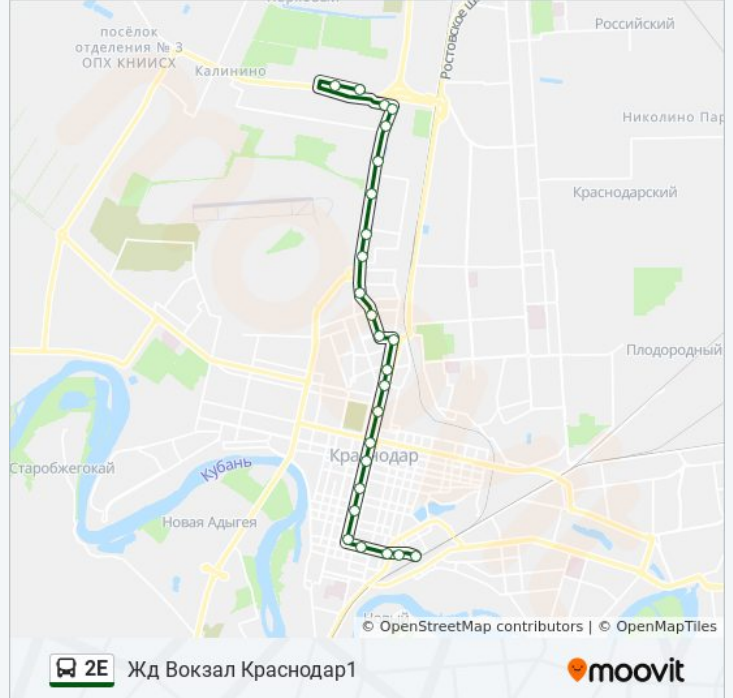 посёлок
отделения № 3
ОПХ КНИИСХ
Калинино
Ростовское
Российский
Николино Пар
Краснодарский
Плодородный
Старобжегокай
Кубань
Краснодар
Новая Адыгея
© OpenStreetMap contributors | © OpenMapTiles
2E Жд Вокзал Краснодар1
moovit